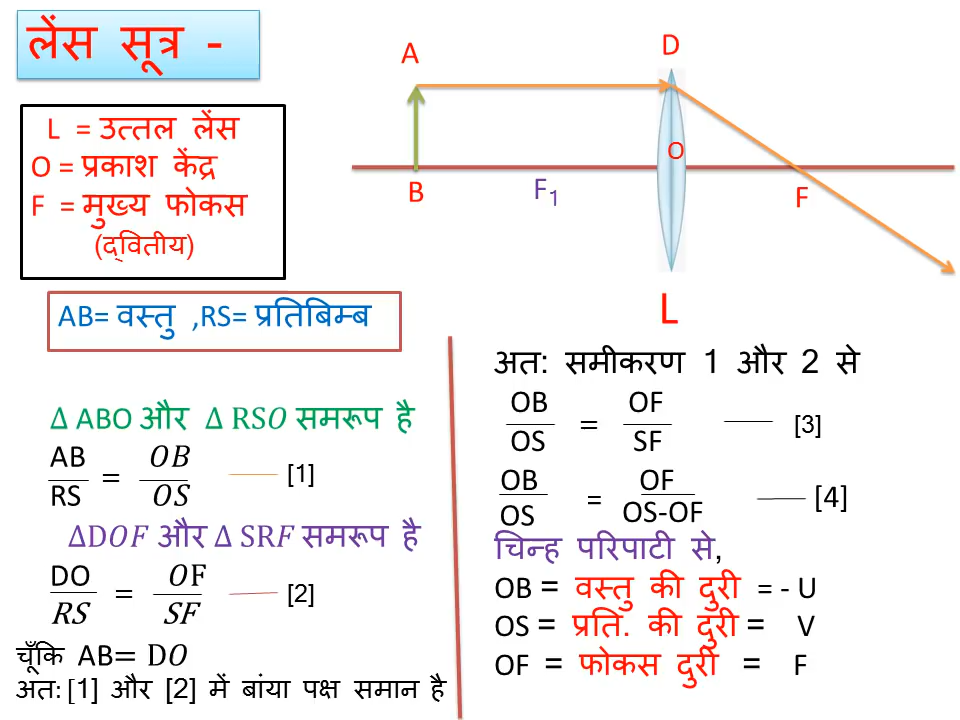 लेंस सूत्र -
L = उत्तल लेंस
O = प्रकाश केंद्र
F = मुख्य फोकस
(द्वितीय)
A
D
O
B
F1
F
L
AB= वस्तु ,RS= प्रतिबिम्ब
∆ ABO और ∆ RSO समरूप है
AB/RS = OB/OS [1]
∆DOF और ∆ SRF समरूप है
DO/RS = OF/SF [2]
चूँकि AB= DO
अत: [1] और [2] में बांया पक्ष समान है
अत: समीकरण 1 और 2 से
OB/OS = OF/SF [3]
OB/OS = OF/OS-OF [4]
चिन्ह परिपाटी से,
OB = वस्तु की दुरी = - U
OS = प्रति. की दुरी = V
OF = फोकस दुरी = F